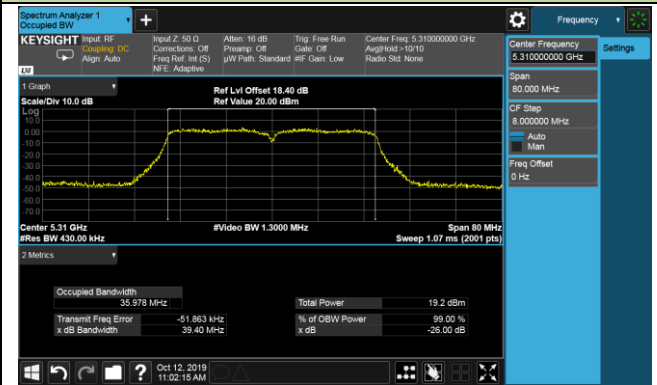 Spectrum Analyzer 1
Occupied BW
+
Frequency
KEYSIGHT
Input: RF
Coupling: DC
Align: Auto
Input Z: 50 Ω
Corrections: Off
Freq Ref: Int (S)
NFE: Adaptive
Atten: 16 dB
Preamp: Off
µW Path: Standard
Trig: Free Run
Gate: Off
#IF Gain: Low
Center Freq: 5.310000000 GHz
Avg|Hold:>10/10
Radio Std: None
LXI
Center Frequency
5.310000000 GHz
Settings
Span
80.000 MHz
CF Step
8.000000 MHz
Auto
Man
Freq Offset
0 Hz
1 Graph
Scale/Div 10.0 dB
Ref Lvl Offset 18.40 dB
Ref Value 20.00 dBm
Log
10.0
0.00
-10.0
-20.0
-30.0
-40.0
-50.0
-60.0
-70.0
Center 5.31 GHz
#Video BW 1.3000 MHz
Span 80 MHz
#Res BW 430.00 kHz
Sweep 1.07 ms (2001 pts)
2 Metrics
Occupied Bandwidth
35.978 MHz
Total Power
19.2 dBm
Transmit Freq Error
-51.863 kHz
% of OBW Power
99.00 %
x dB Bandwidth
39.40 MHz
x dB
-26.00 dB
?
Oct 12, 2019
11:02:15 AM